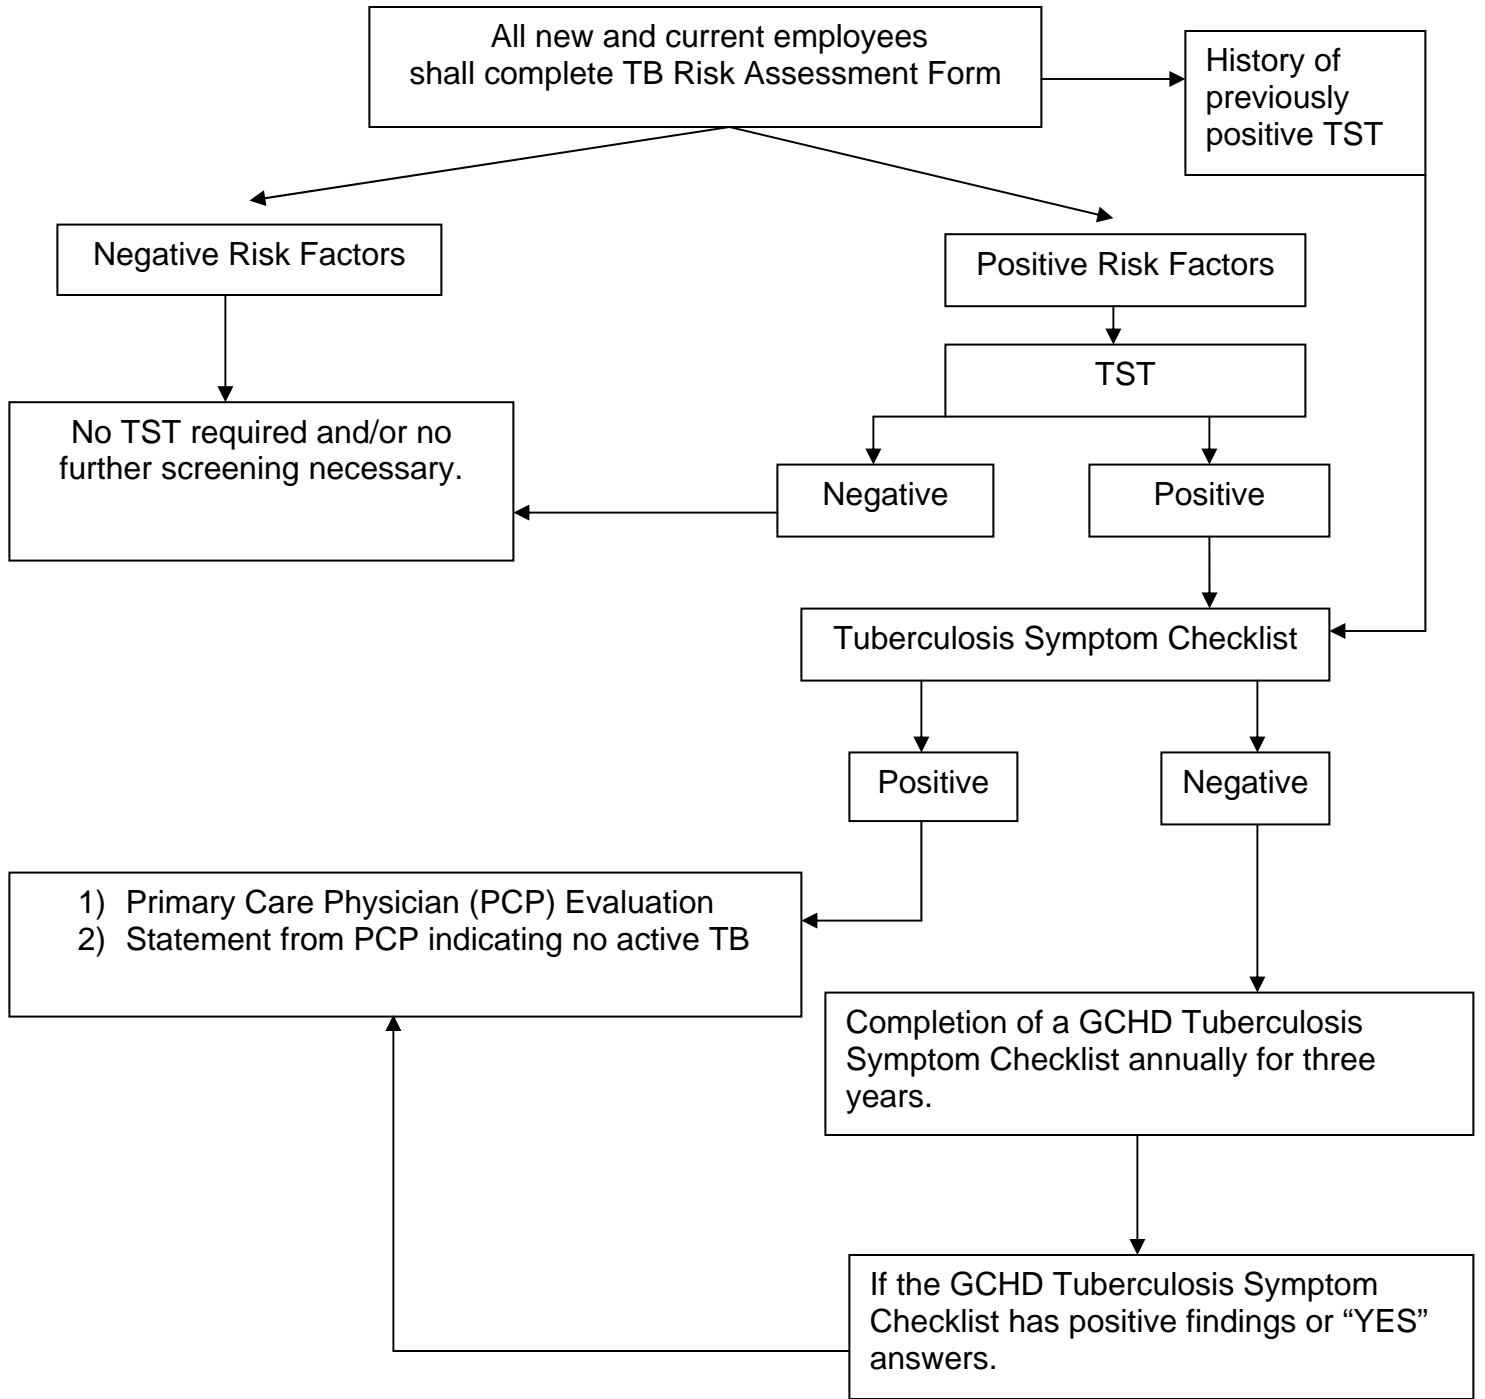 All new and current employees
shall complete TB Risk Assessment Form
History of
previously
positive TST
Negative Risk Factors
Positive Risk Factors
TST
No TST required and/or no
further screening necessary.
Negative
Positive
Tuberculosis Symptom Checklist
Positive
Negative
1) Primary Care Physician (PCP) Evaluation
2) Statement from PCP indicating no active TB
Completion of a GCHD Tuberculosis
Symptom Checklist annually for three
years.
If the GCHD Tuberculosis Symptom
Checklist has positive findings or “YES”
answers.